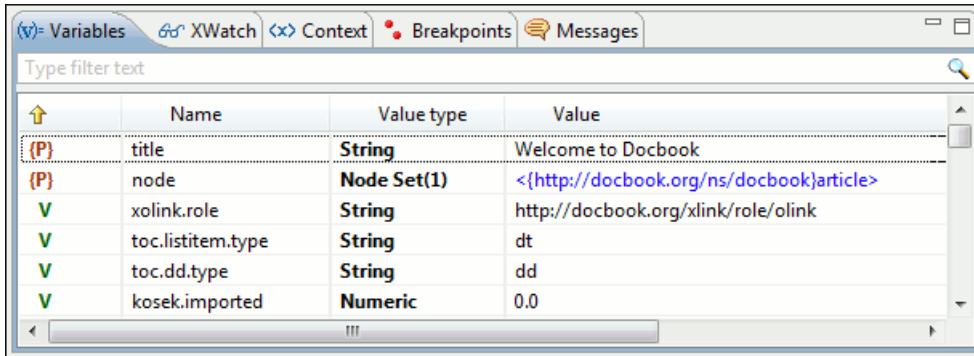 (v)= Variables XWatch <x> Context Breakpoints Messages
Type filter text
Name Value type Value
{P} title String Welcome to Docbook
{P} node Node Set(1) <{http://docbook.org/ns/docbook}article>
V xolink.role String http://docbook.org/xlink/role/olink
V toc.listitem.type String dt
V toc.dd.type String dd
V kosek.imported Numeric 0.0